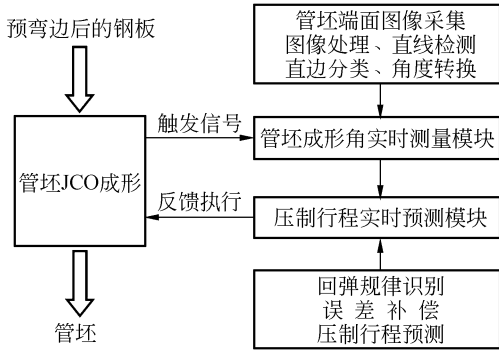 预弯边后的钢板
管坯端面图像采集
图像处理、直线检测
直边分类、角度转换
触发信号
管坯JCO成形
管坯成形角实时测量模块
反馈执行
压制行程实时预测模块
回弹规律识别
误 差 补 偿
压制行程预测
管坯